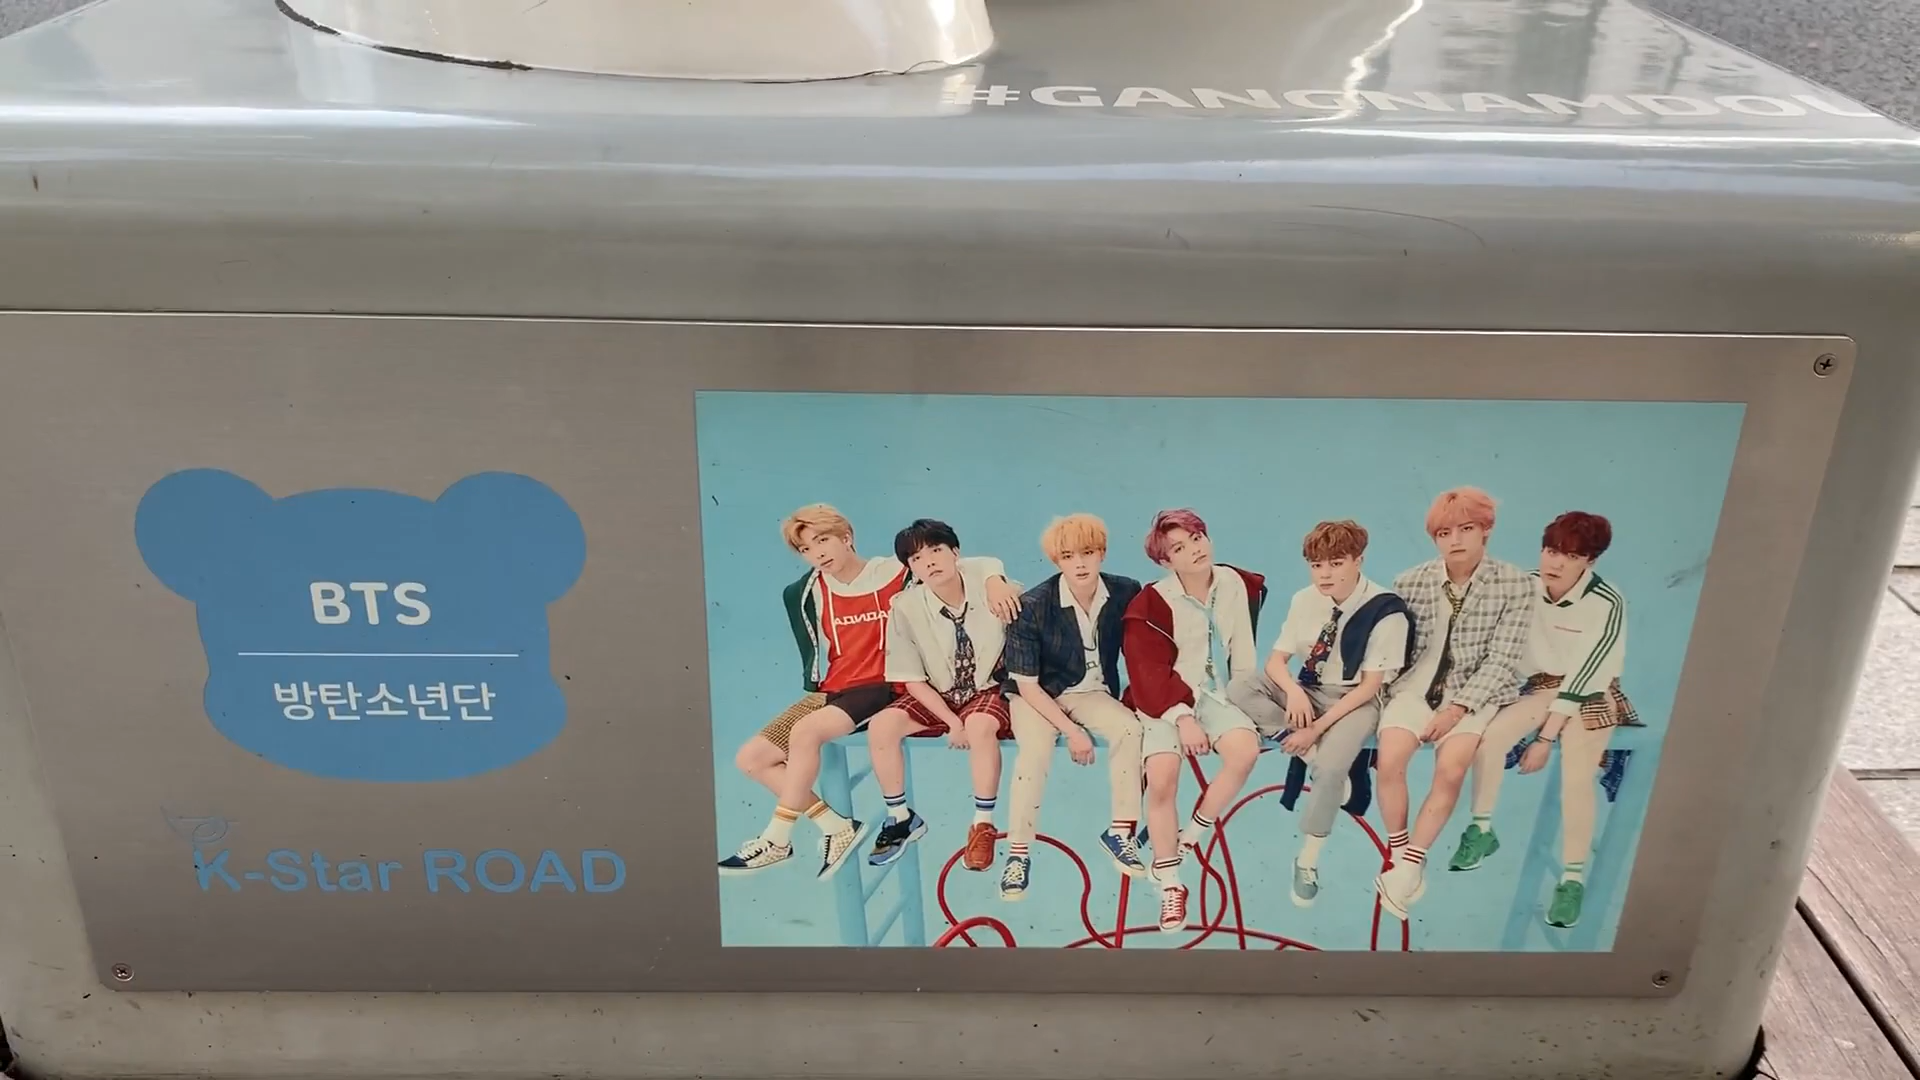 #GANGNAMDOL
BTS
방탄소년단
K-Star ROAD